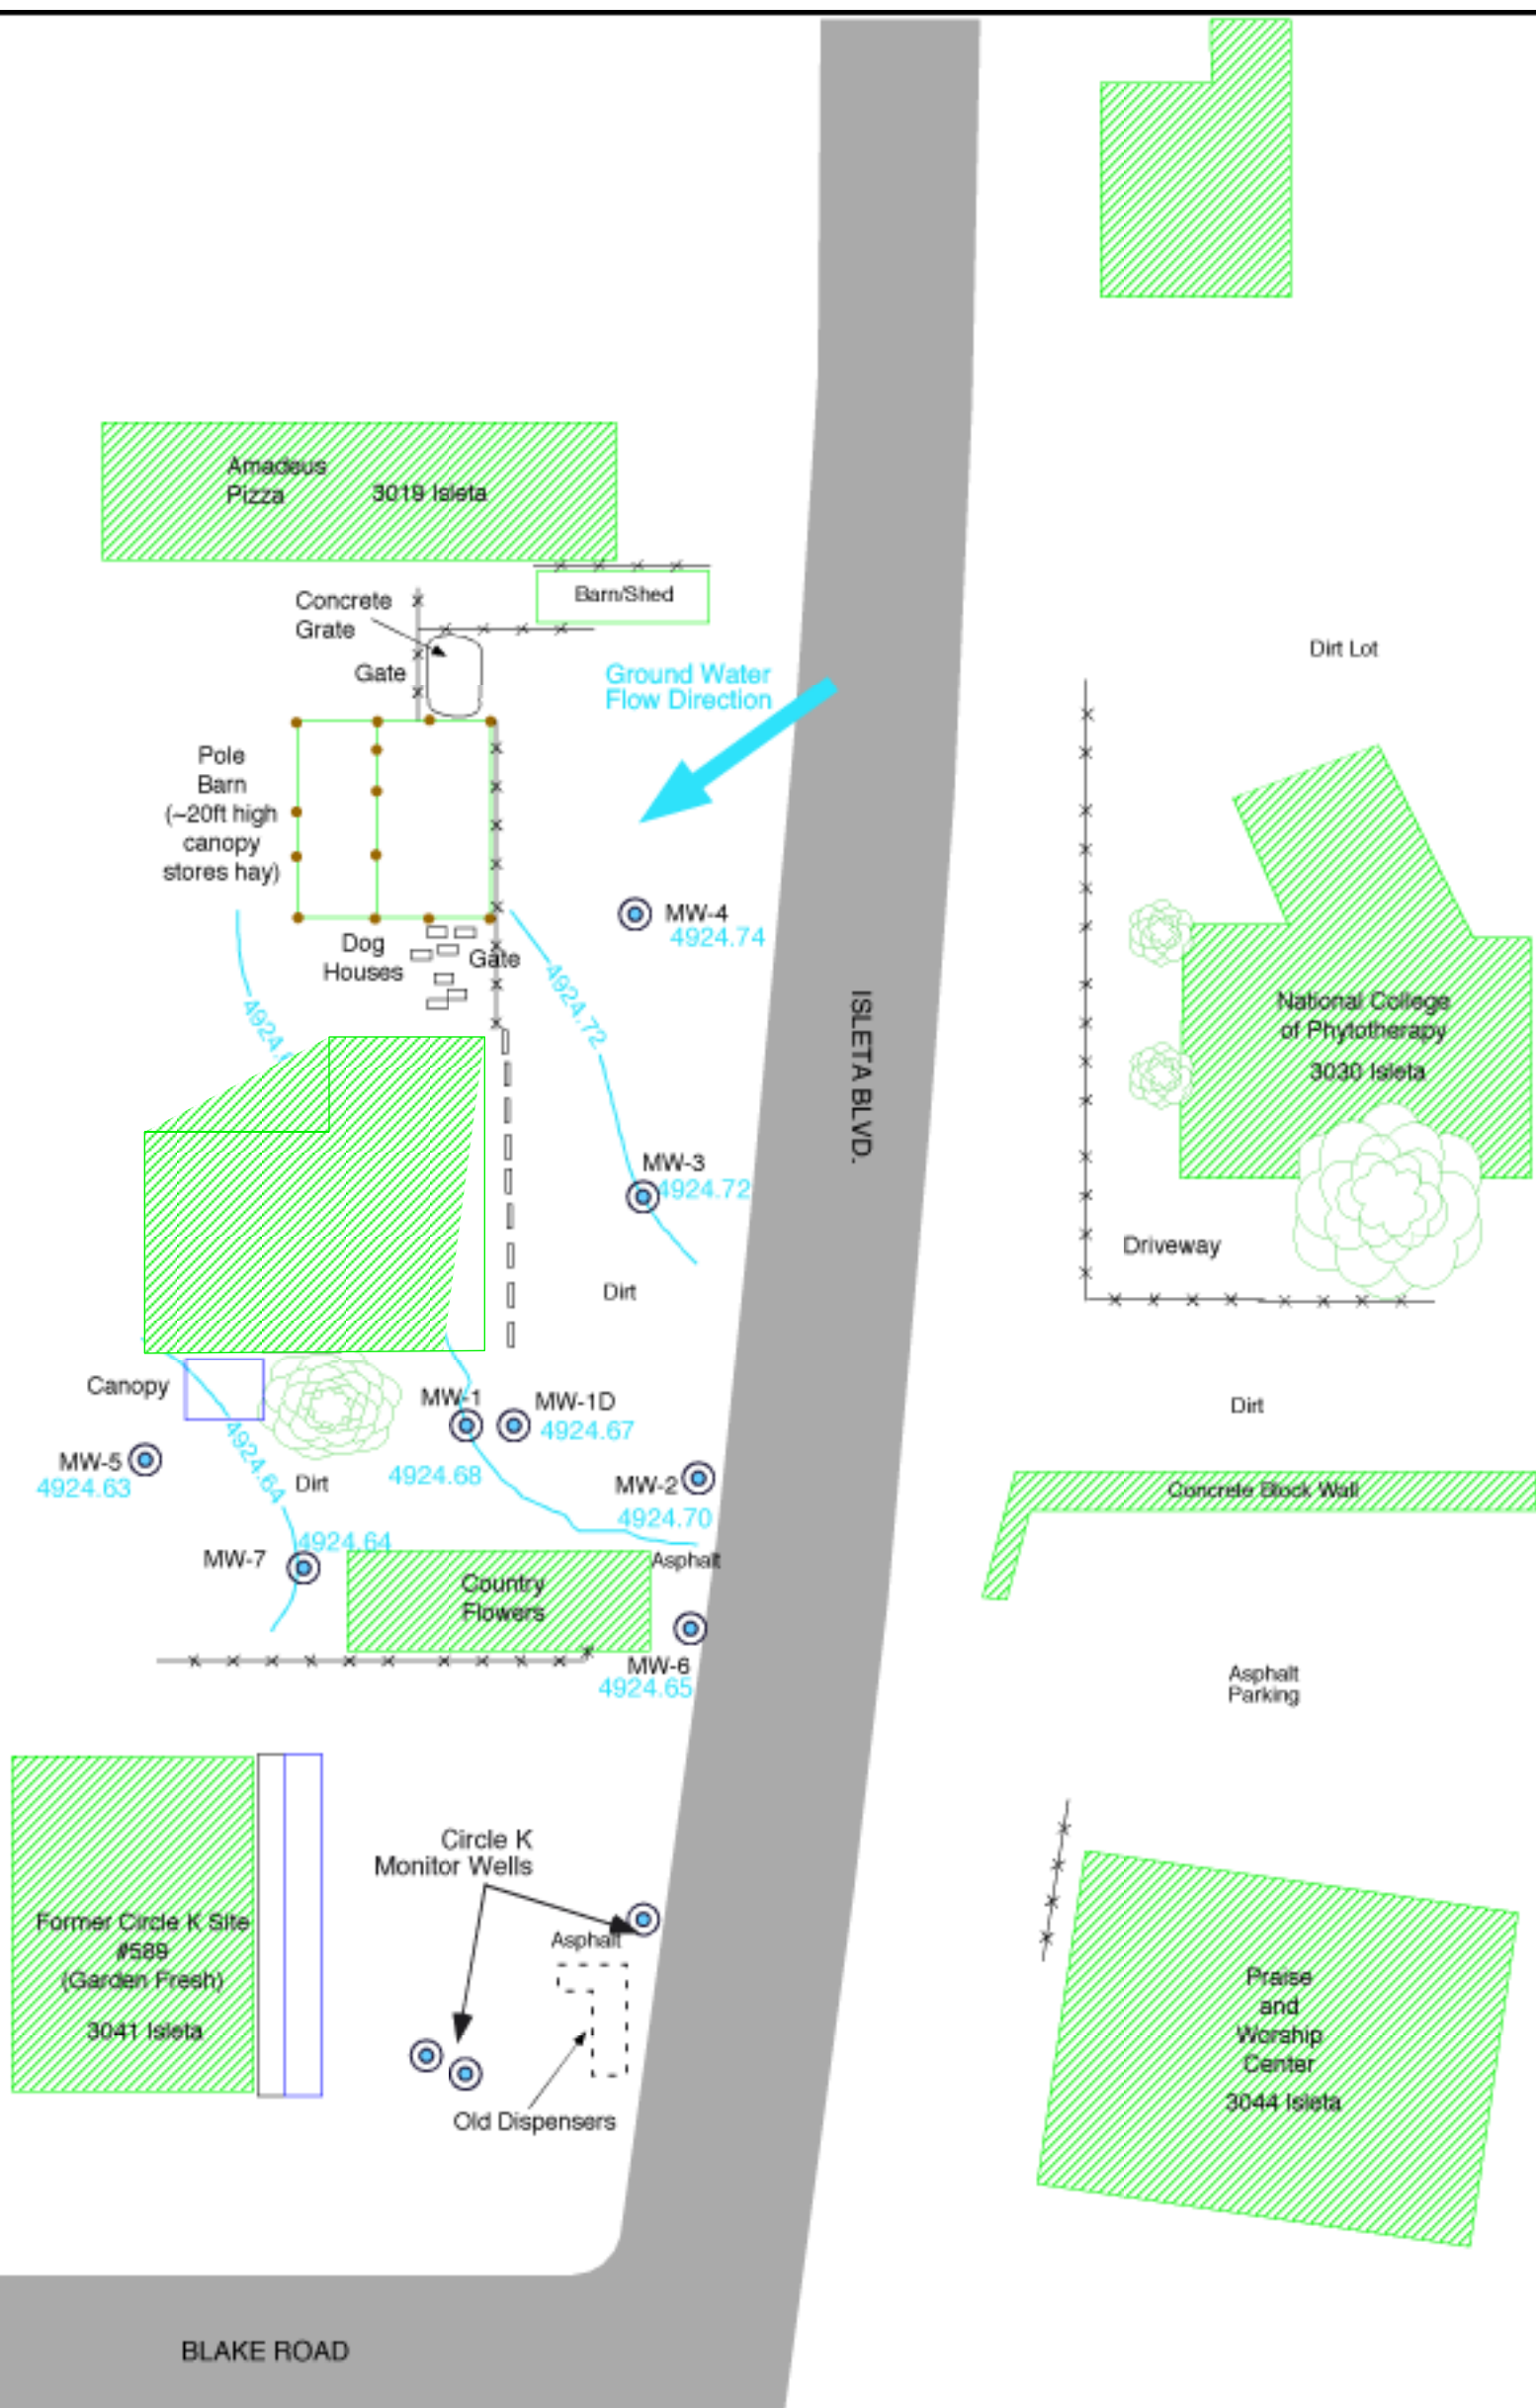 Amadeus
Pizza
3019 Isleta
Concrete
Grate
Barn/Shed
Gate
Ground Water
Flow Direction
Dirt Lot
Pole
Barn
(~20ft high
canopy
stores hay)
MW-4
4924.74
Dog
Houses
Gate
4924.72
ISLETA BLVD.
National College
of Phytotherapy
3030 Isleta
MW-3
4924.72
Driveway
Dirt
Canopy
MW-1
MW-1D
4924.67
Dirt
MW-5
4924.63
4924.64
Dirt
4924.68
MW-2
4924.70
Concrete Block Wall
MW-7
4924.64
Asphalt
Country
Flowers
MW-6
4924.65
Asphalt
Parking
Circle K
Monitor Wells
Former Circle K Site
#589
(Garden Fresh)
3041 Isleta
Asphalt
Old Dispensers
Praise
and
Worship
Center
3044 Isleta
BLAKE ROAD